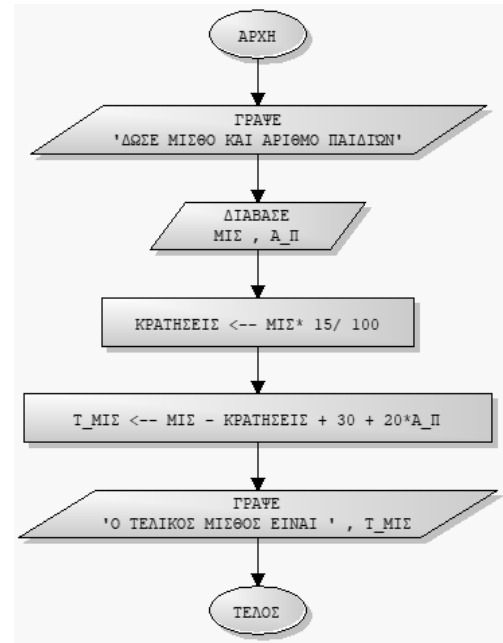 ΑΡΧΗ
ΓΡΑΨΕ
'ΔΩΣΕ ΜΙΣΘΟ ΚΑΙ ΑΡΙΘΜΟ ΠΑΙΔΙΩΝ'
ΔΙΑΒΑΣΕ
ΜΙΣ , Α_Π
ΚΡΑΤΗΣΕΙΣ <-- ΜΙΣ* 15/ 100
Τ_ΜΙΣ <-- ΜΙΣ - ΚΡΑΤΗΣΕΙΣ + 30 + 20*Α_Π
ΓΡΑΨΕ
'Ο ΤΕΛΙΚΟΣ ΜΙΣΘΟΣ ΕΙΝΑΙ ' , Τ_ΜΙΣ
ΤΕΛΟΣ